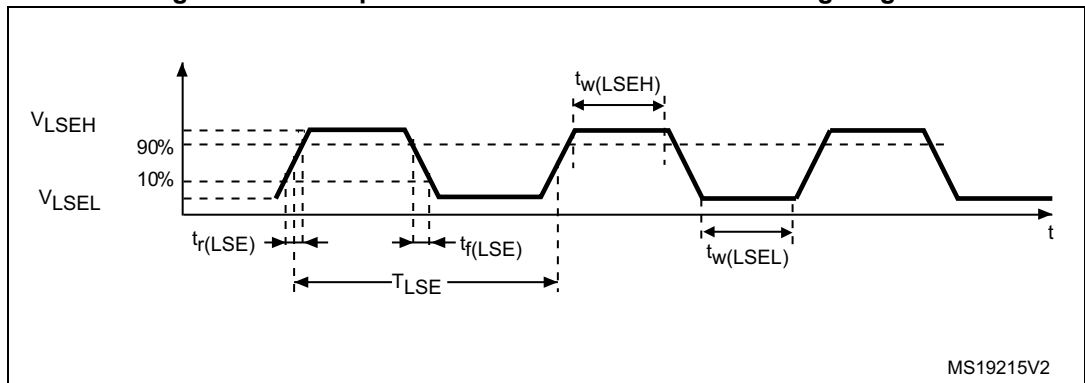 tw(LSEH)
VLSEH
90%
10%
VLSEL
tr(LSE)
tf(LSE)
tw(LSEL)
t
TLSE
MS19215V2